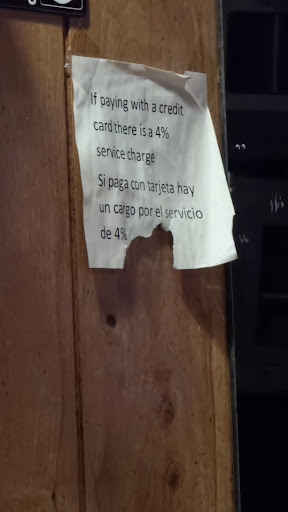 If paying with a credit
card there is a 4%
service charge
Si paga con tarjeta hay
un cargo por el servicio
de 4%